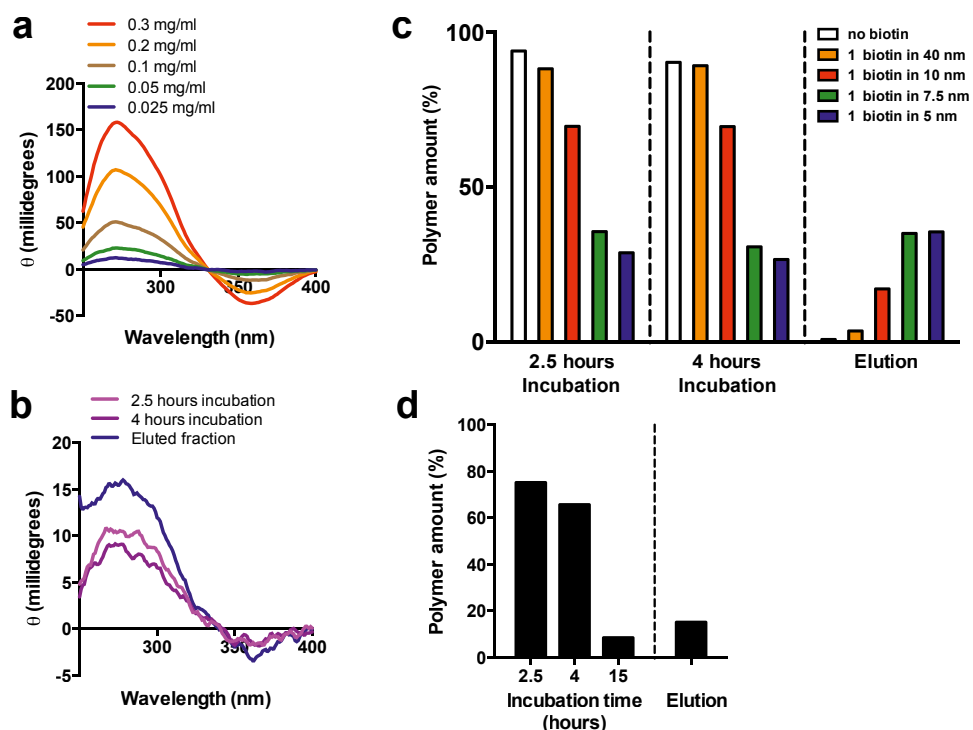 a
0.3 mg/ml
0.2 mg/ml
0.1 mg/ml
0.05 mg/ml
0.025 mg/ml
200
150
100
50
0
-50
300
350
400
θ (millidegrees)
Wavelength (nm)
b
2.5 hours incubation
4 hours incubation
Eluted fraction
20
15
10
5
0
-5
300
350
400
θ (millidegrees)
Wavelength (nm)
c
no biotin
1 biotin in 40 nm
1 biotin in 10 nm
1 biotin in 7.5 nm
1 biotin in 5 nm
100
50
0
Polymer amount (%)
2.5 hours
Incubation
4 hours
Incubation
Elution
d
100
80
60
40
20
0
Polymer amount (%)
2.5 4 15
Incubation time
(hours)
Elution